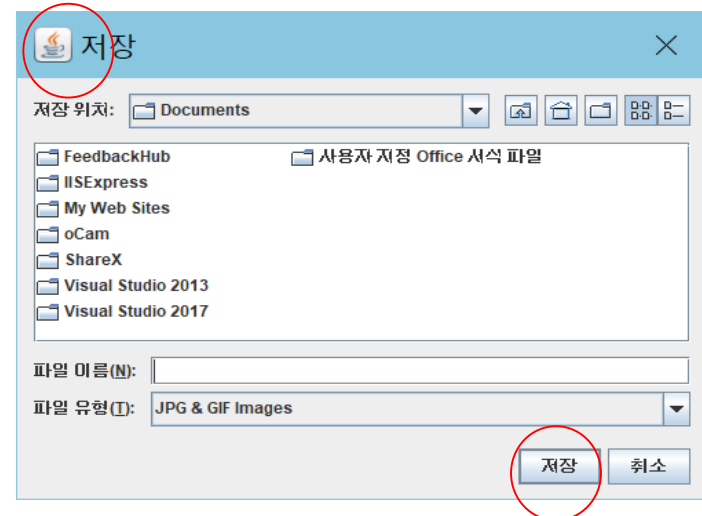 저장
저장 위치: Documents
FeedbackHub
사용자 지정 Office 서식 파일
IISExpress
My Web Sites
oCam
ShareX
Visual Studio 2013
Visual Studio 2017
파일 이름(N):
파일 유형(T): JPG & GIF Images
저장 취소